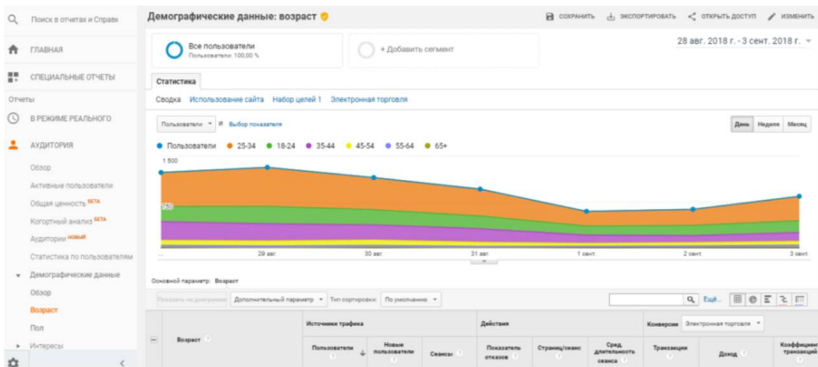 Поиск в отчетах и Справк
ГЛАВНАЯ
СПЕЦИАЛЬНЫЕ ОТЧЕТЫ
Отчеты
В РЕЖИМЕ РЕАЛЬНОГО
АУДИТОРИЯ
Обзор
Активные пользователи
Общая ценность БЕТА
Когортный анализ БЕТА
Аудитории НОВЫЙ
Статистика по пользователям
Демографические данные
Обзор
Возраст
Пол
Интересы
Демографические данные: возраст
СОХРАНИТЬ ЭКСПОРТИРОВАТЬ ОТКРЫТЬ ДОСТУП ИЗМЕНИТЬ
28 авг. 2018 г. - 3 сент. 2018 г.
Все пользователи
Пользователи: 100,00 %
+ Добавить сегмент
Статистика
Сводка Использование сайта Набор целей 1 Электронная торговля
Пользователи и Выбор показателя
День Неделя Месяц
Пользователи 25-34 18-24 35-44 45-54 55-64 65+
1 500
750
... 29 авг. 30 авг. 31 авг. 1 сент. 2 сент. 3 сент.
Основной параметр: Возраст
Показать на диаграмме Дополнительный параметр Тип сортировки: По умолчанию Ещё...
Возраст
Источники трафика Действия Конверсии Электронная торговля
Пользователи Новые пользователи Сеансы Показатель отказов Страниц/сеанс Сред. длительность сеанса Транзакции Доход Коэффициент транзакций